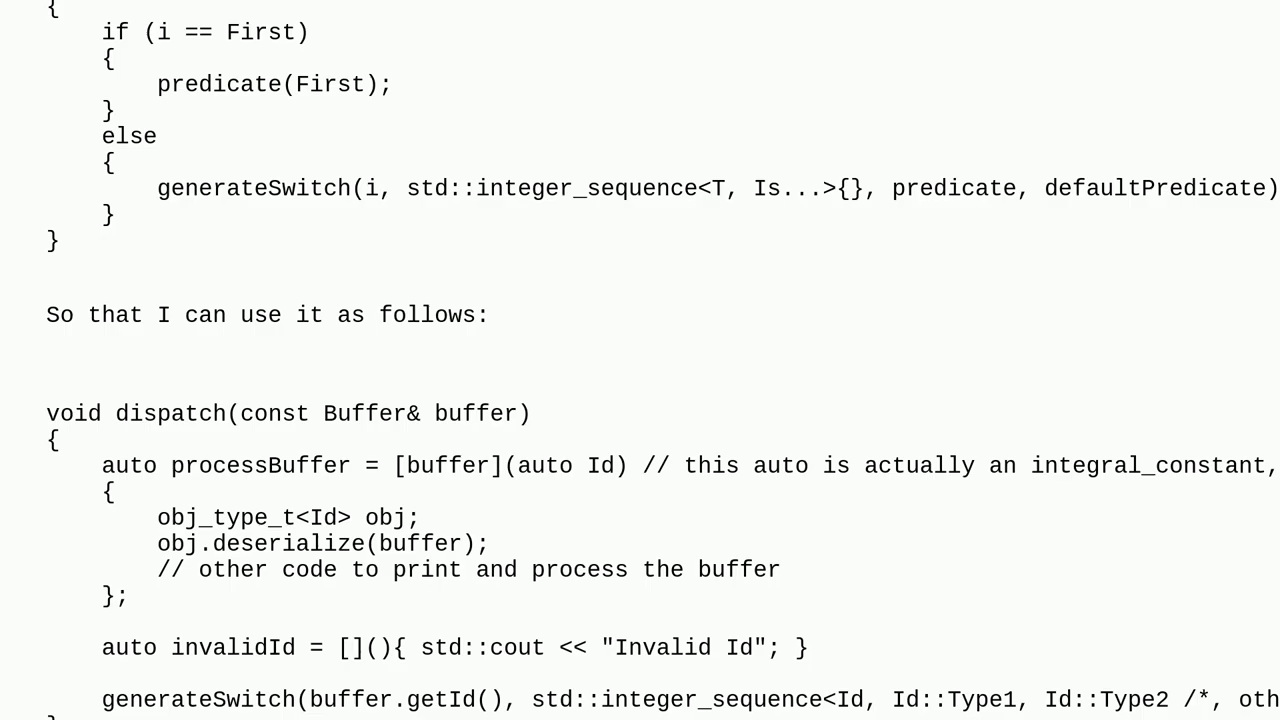 {
    if (i == First)
    {
        predicate(First);
    }
    else
    {
        generateSwitch(i, std::integer_sequence<T, Is...>{}, predicate, defaultPredicate)
    }
}
So that I can use it as follows:
void dispatch(const Buffer& buffer)
{
    auto processBuffer = [buffer](auto Id) // this auto is actually an integral_constant,
    {
        obj_type_t<Id> obj;
        obj.deserialize(buffer);
        // other code to print and process the buffer
    };
    auto invalidId = [](){ std::cout << "Invalid Id"; }
    generateSwitch(buffer.getId(), std::integer_sequence<Id, Id::Type1, Id::Type2 /*, oth
}